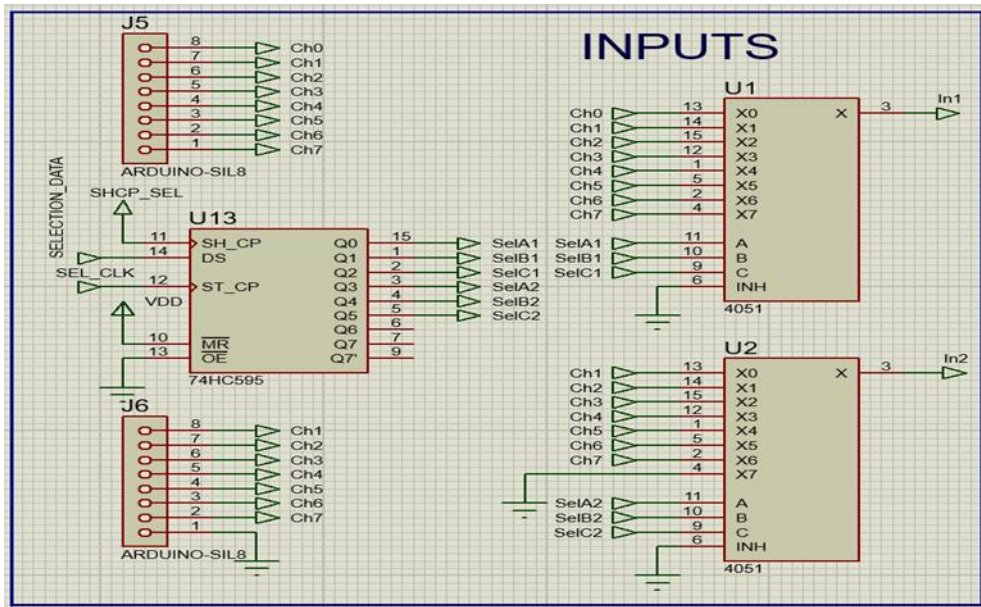 INPUTS
J5
8 Ch0
7 Ch1
6 Ch2
5 Ch3
4 Ch4
3 Ch5
2 Ch6
1 Ch7
ARDUINO-SIL8
SELECTION_DATA
SHCP_SEL
SEL_CLK
VDD
U13
11 SH_CP Q0 15 SelA1
14 DS Q1 1 SelB1
Q2 2 SelC1
12 ST_CP Q3 3 SelA2
Q4 4 SelB2
Q5 5 SelC2
Q6 6
10 MR Q7 7
13 OE Q7' 9
74HC595
J6
8 Ch1
7 Ch2
6 Ch3
5 Ch4
4 Ch5
3 Ch6
2 Ch7
1
ARDUINO-SIL8
U1
Ch0 13 X0 X 3 In1
Ch1 14 X1
Ch2 15 X2
Ch3 12 X3
Ch4 1 X4
Ch5 5 X5
Ch6 2 X6
Ch7 4 X7
SelA1 11 A
SelB1 10 B
SelC1 9 C
6 INH
4051
U2
Ch1 13 X0 X 3 In2
Ch2 14 X1
Ch3 15 X2
Ch4 12 X3
Ch5 1 X4
Ch6 5 X5
Ch7 2 X6
4 X7
SelA2 11 A
SelB2 10 B
SelC2 9 C
6 INH
4051